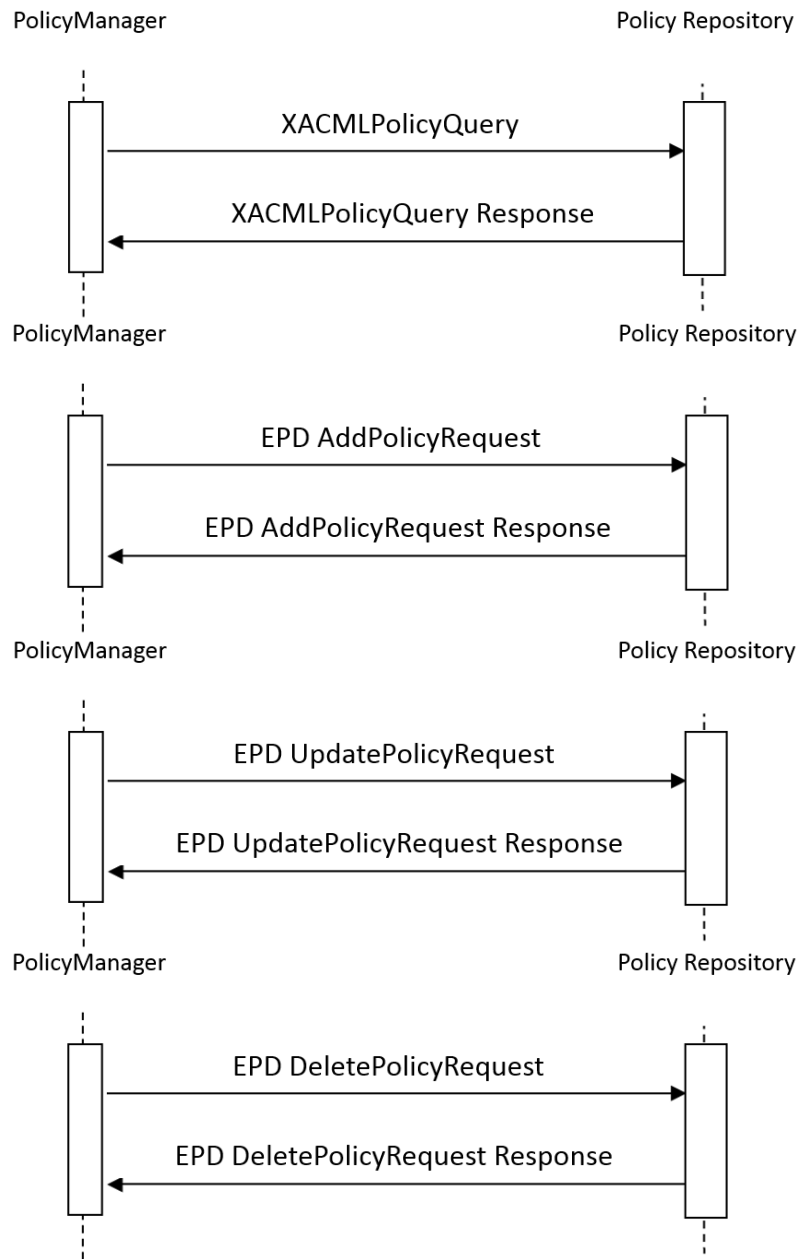 PolicyManager Policy Repository
XACMLPolicyQuery
XACMLPolicyQuery Response
PolicyManager Policy Repository
EPD AddPolicyRequest
EPD AddPolicyRequest Response
PolicyManager Policy Repository
EPD UpdatePolicyRequest
EPD UpdatePolicyRequest Response
PolicyManager Policy Repository
EPD DeletePolicyRequest
EPD DeletePolicyRequest Response